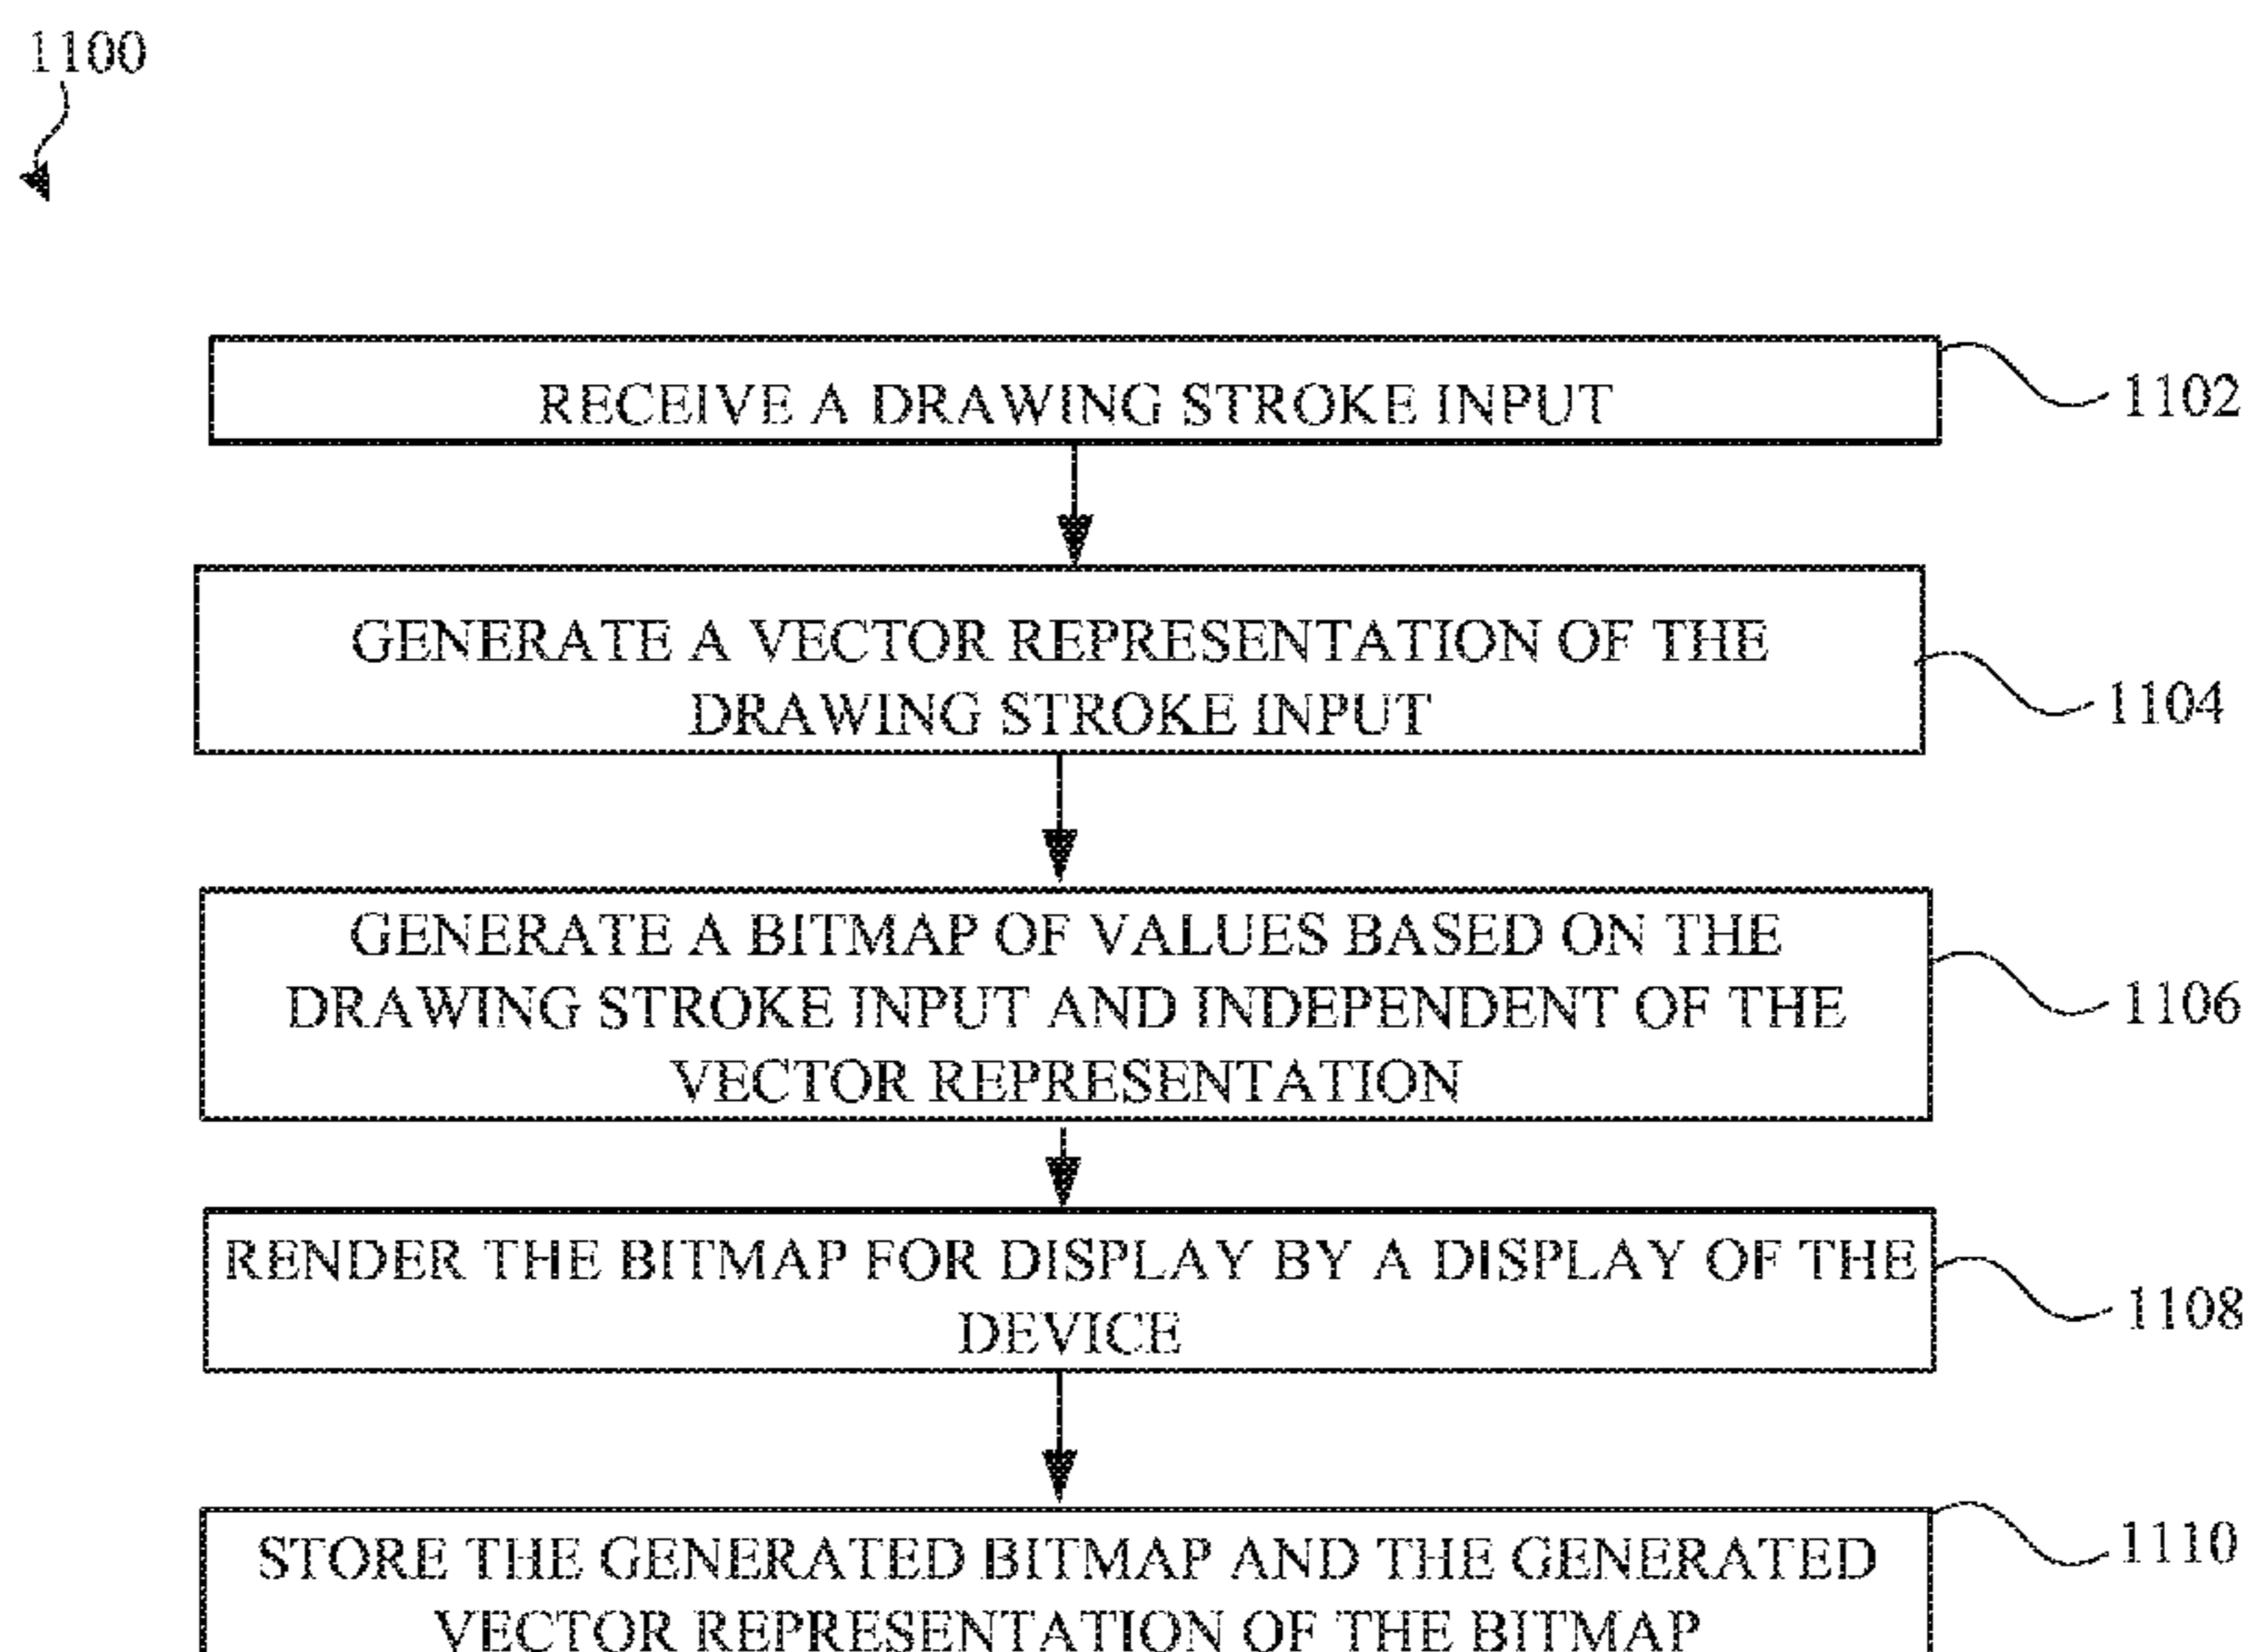 1100
RECEIVE A DRAWING STROKE INPUT
1102
GENERATE A VECTOR REPRESENTATION OF THE
DRAWING STROKE INPUT
1104
GENERATE A BITMAP OF VALUES BASED ON THE
DRAWING STROKE INPUT AND INDEPENDENT OF THE
VECTOR REPRESENTATION
1106
RENDER THE BITMAP FOR DISPLAY BY A DISPLAY OF THE
DEVICE
1108
STORE THE GENERATED BITMAP AND THE GENERATED
VECTOR REPRESENTATION OF THE BITMAP
1110